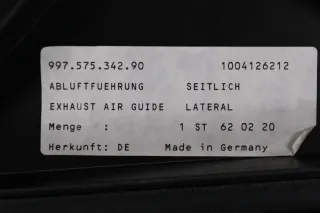 997.575.342.90 1004126212
ABLUFTFUEHRUNG SEITLICH
EXHAUST AIR GUIDE LATERAL
Menge : 1 ST 62 02 20
Herkunft: DE Made in Germany